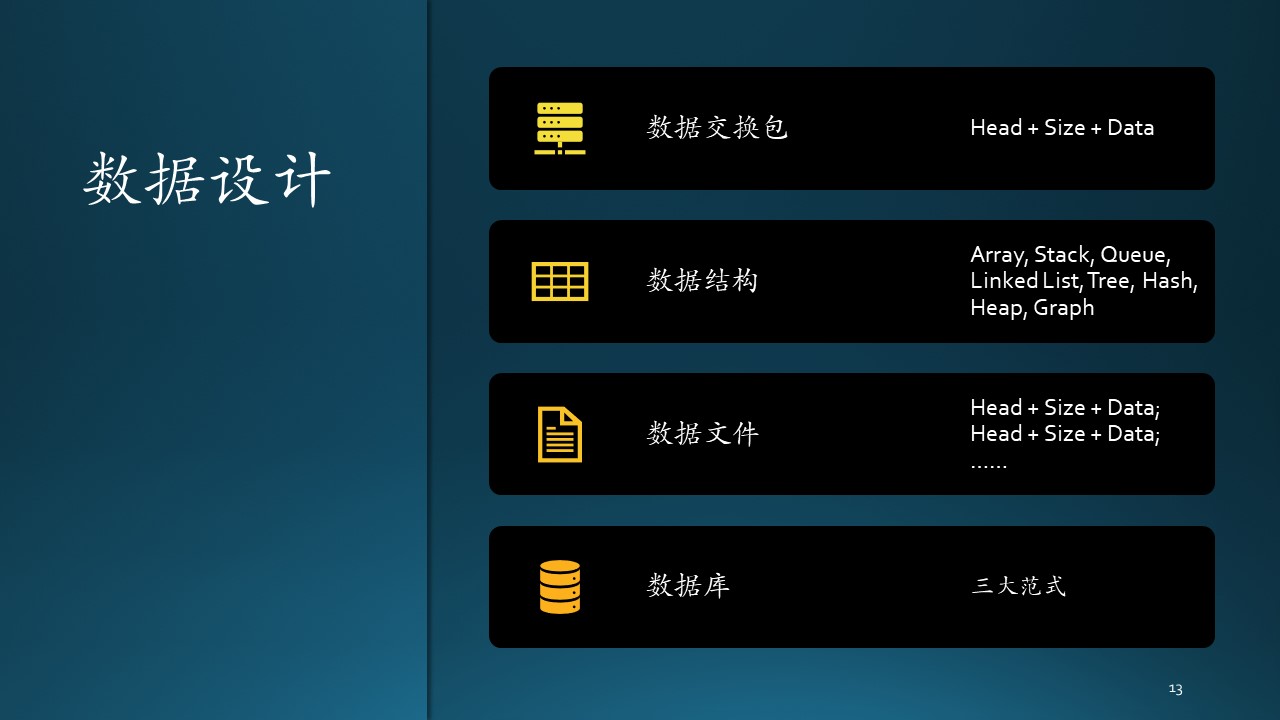 数据设计
数据交换包
Head + Size + Data
数据结构
Array, Stack, Queue,
Linked List, Tree, Hash,
Heap, Graph
数据文件
Head + Size + Data;
Head + Size + Data;
......
数据库
三大范式
13